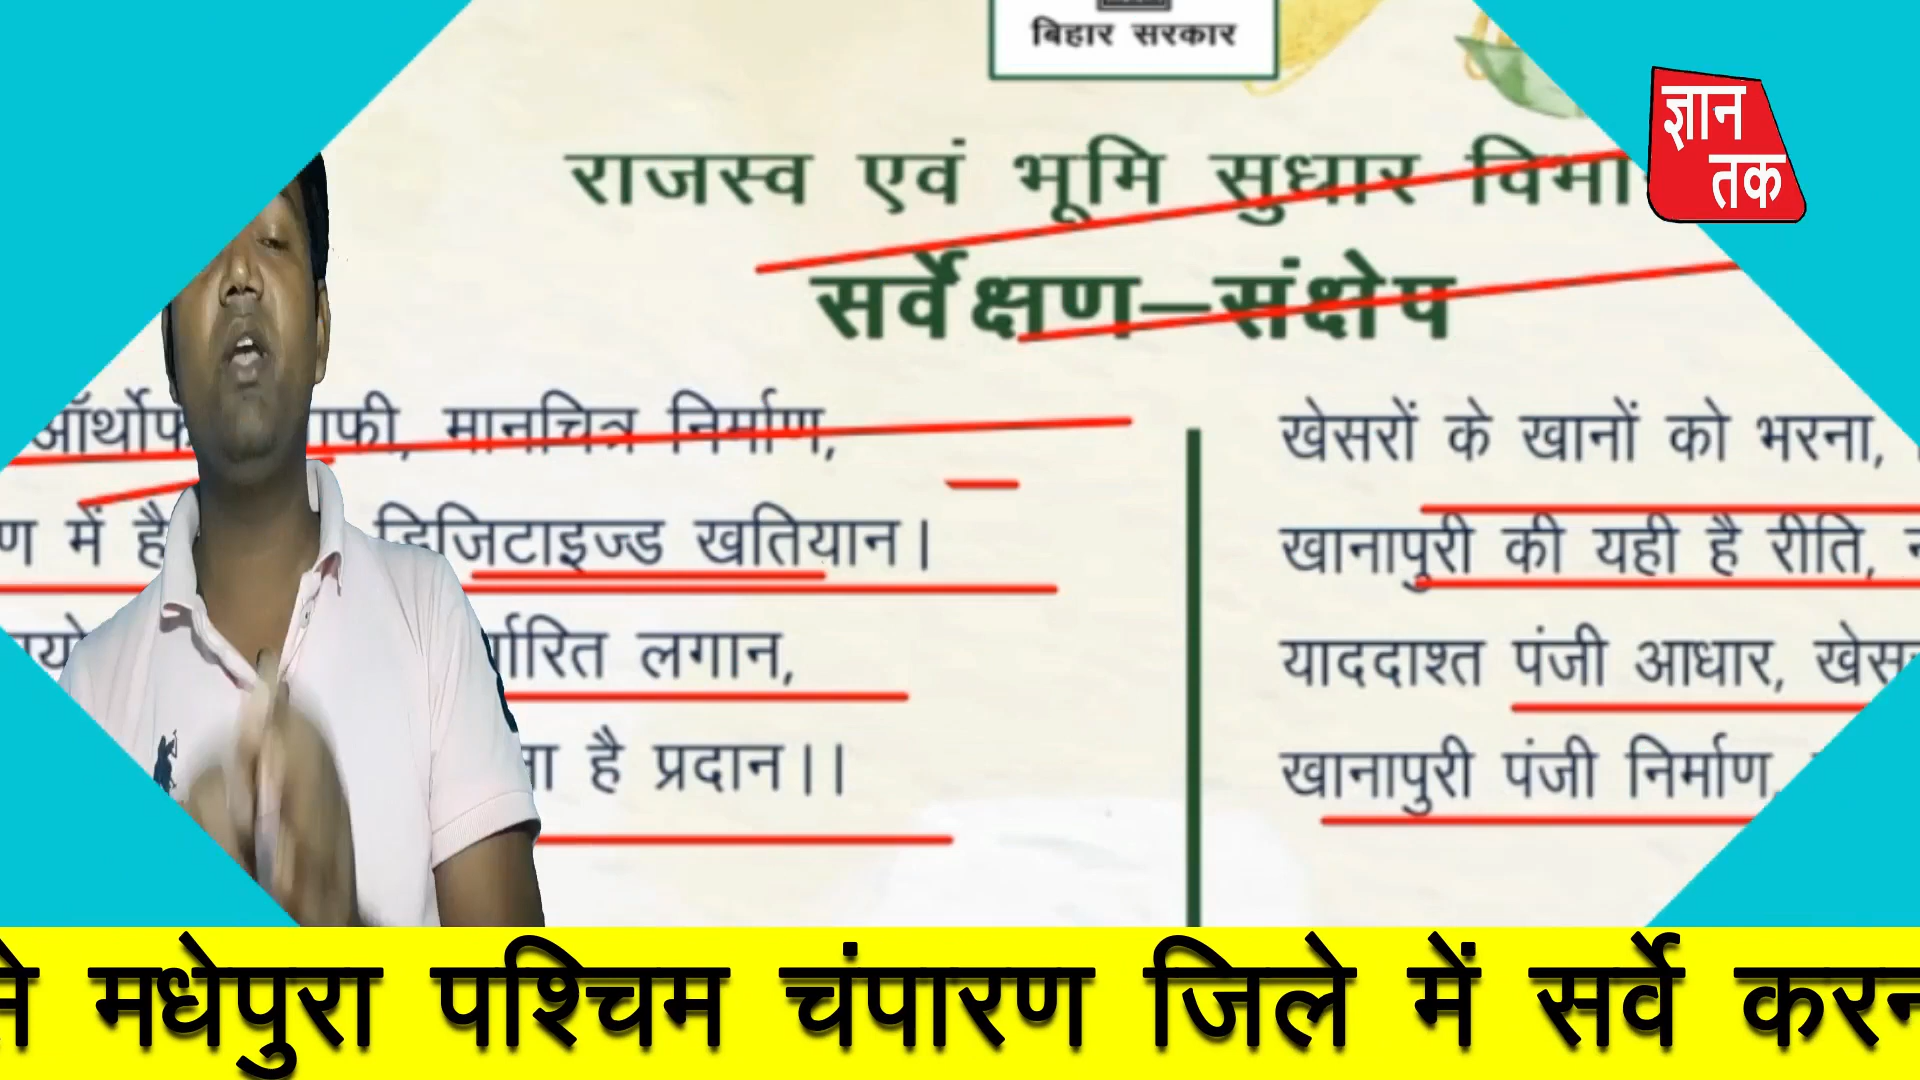 बिहार सरकार
ज्ञान
तक
राजस्व एवं भूमि सुधार
सर्वेक्षण–संक्षेप
मानचित्र निर्माण,
में डिजिटाइज्ड खतियान।
लगान,
है प्रदान।।
खेसरों के खानों को भरना,
खानापुरी की यही है रीति,
याददाश्त पंजी आधार,
खानापुरी पंजी निर्माण,
मधेपुरा पश्चिम चंपारण जिले में सर्वे